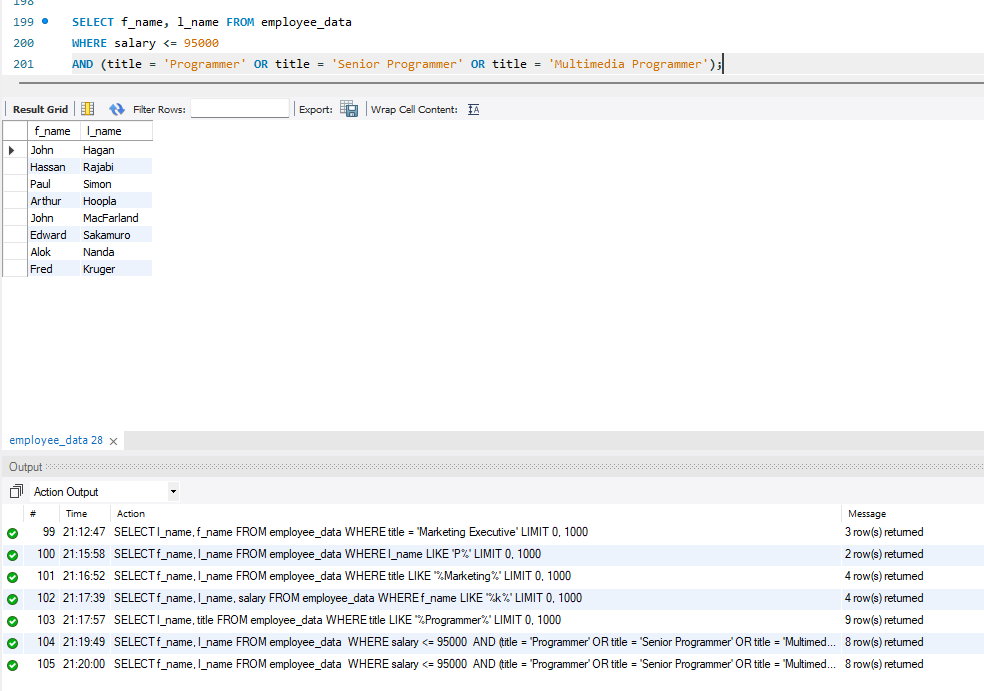 198
199 SELECT f_name, l_name FROM employee_data
200 WHERE salary <= 95000
201 AND (title = 'Programmer' OR title = 'Senior Programmer' OR title = 'Multimedia Programmer');
Result Grid Filter Rows: Export: Wrap Cell Content:
f_name l_name
John Hagan
Hassan Rajabi
Paul Simon
Arthur Hoopla
John MacFarland
Edward Sakamuro
Alok Nanda
Fred Kruger
employee_data 28
Output
Action Output
# Time Action Message
99 21:12:47 SELECT l_name, f_name FROM employee_data WHERE title = 'Marketing Executive' LIMIT 0, 1000 3 row(s) returned
100 21:15:58 SELECT f_name, l_name FROM employee_data WHERE l_name LIKE 'P%' LIMIT 0, 1000 2 row(s) returned
101 21:16:52 SELECT f_name, l_name FROM employee_data WHERE title LIKE '%Marketing%' LIMIT 0, 1000 4 row(s) returned
102 21:17:39 SELECT f_name, l_name, salary FROM employee_data WHERE f_name LIKE '%k%' LIMIT 0, 1000 4 row(s) returned
103 21:17:57 SELECT l_name, title FROM employee_data WHERE title LIKE '%Programmer%' LIMIT 0, 1000 9 row(s) returned
104 21:19:49 SELECT f_name, l_name FROM employee_data WHERE salary <= 95000 AND (title = 'Programmer' OR title = 'Senior Programmer' OR title = 'Multimed... 8 row(s) returned
105 21:20:00 SELECT f_name, l_name FROM employee_data WHERE salary <= 95000 AND (title = 'Programmer' OR title = 'Senior Programmer' OR title = 'Multimed... 8 row(s) returned